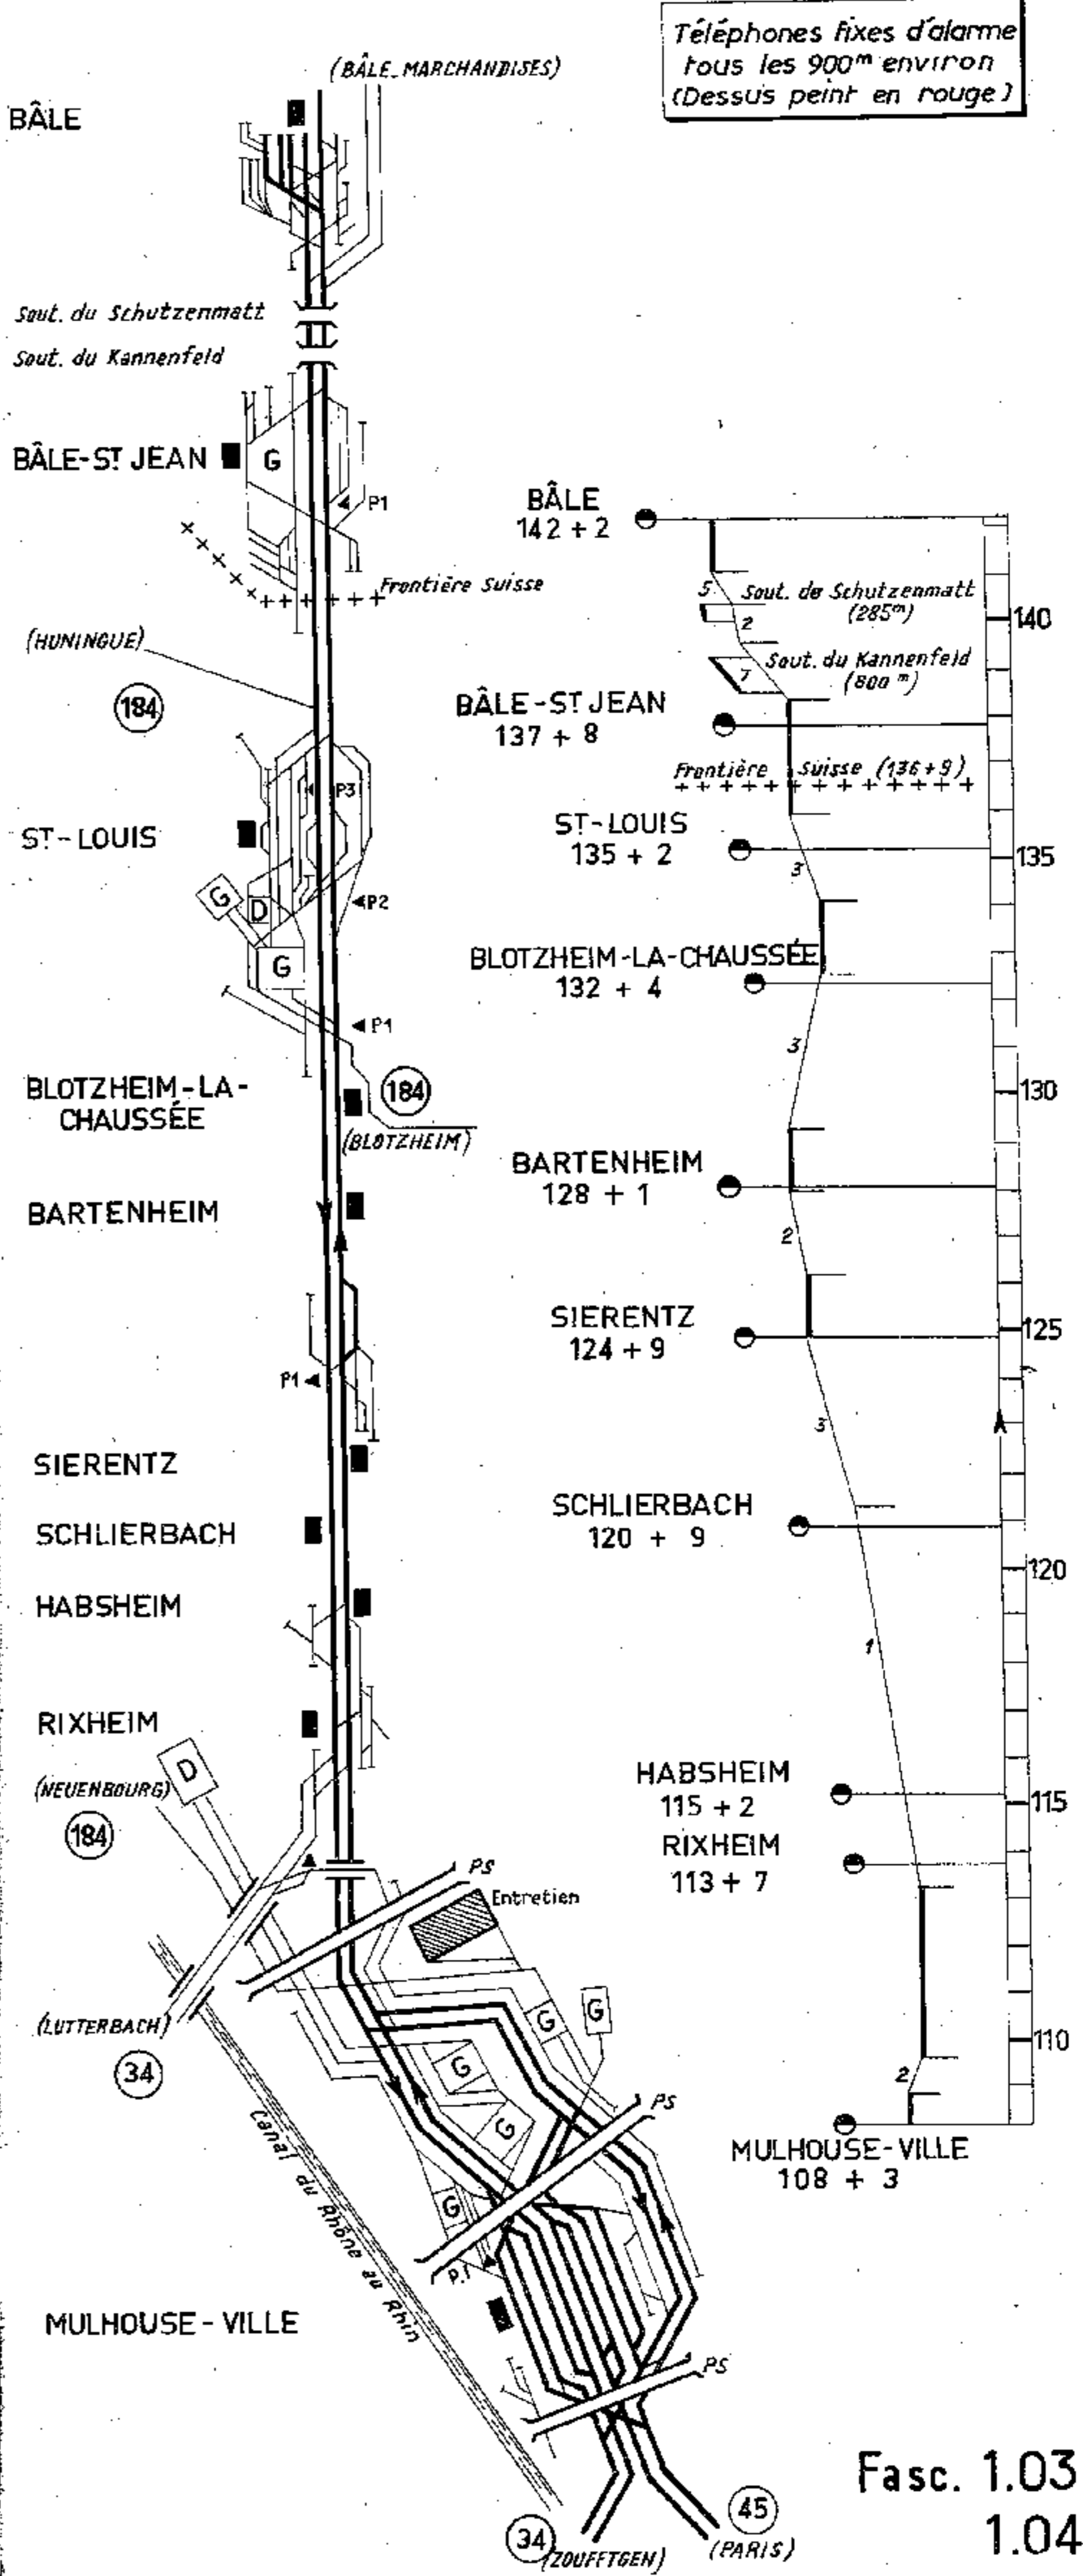 Téléphones fixes d'alarme
tous les 900m environ
(Dessus peint en rouge)
(BÂLE_MARCHANDISES)
BÂLE
Sout. du Schutzenmatt
Sout. du Kannenfeld
BÂLE-ST JEAN
G
P1
Frontière Suisse
(HUNINGUE)
184
P3
ST-LOUIS
G
D
P2
G
P1
BLOTZHEIM-LA-
CHAUSSÉE
184
(BLOTZHEIM)
BARTENHEIM
P1
SIERENTZ
SCHLIERBACH
HABSHEIM
RIXHEIM
D
(NEUENBOURG)
184
PS
Entretien
(LUTTERBACH)
34
G
G
G
G
G
PS
Canal du Rhône au Rhin
P.1
MULHOUSE-VILLE
PS
34
(ZOUFFTGEN)
45
(PARIS)
BÂLE
142 + 2
5
Sout. de Schutzenmatt
(285m)
2
140
Sout. du Kannenfeld
(800 m)
7
BÂLE-ST JEAN
137 + 8
Frontière Suisse (136+9)
ST-LOUIS
135 + 2
135
3
BLOTZHEIM-LA-CHAUSSÉE
132 + 4
3
130
BARTENHEIM
128 + 1
2
SIERENTZ
124 + 9
125
3
SCHLIERBACH
120 + 9
120
1
HABSHEIM
115 + 2
115
RIXHEIM
113 + 7
110
2
MULHOUSE-VILLE
108 + 3
Fasc. 1.03
1.04